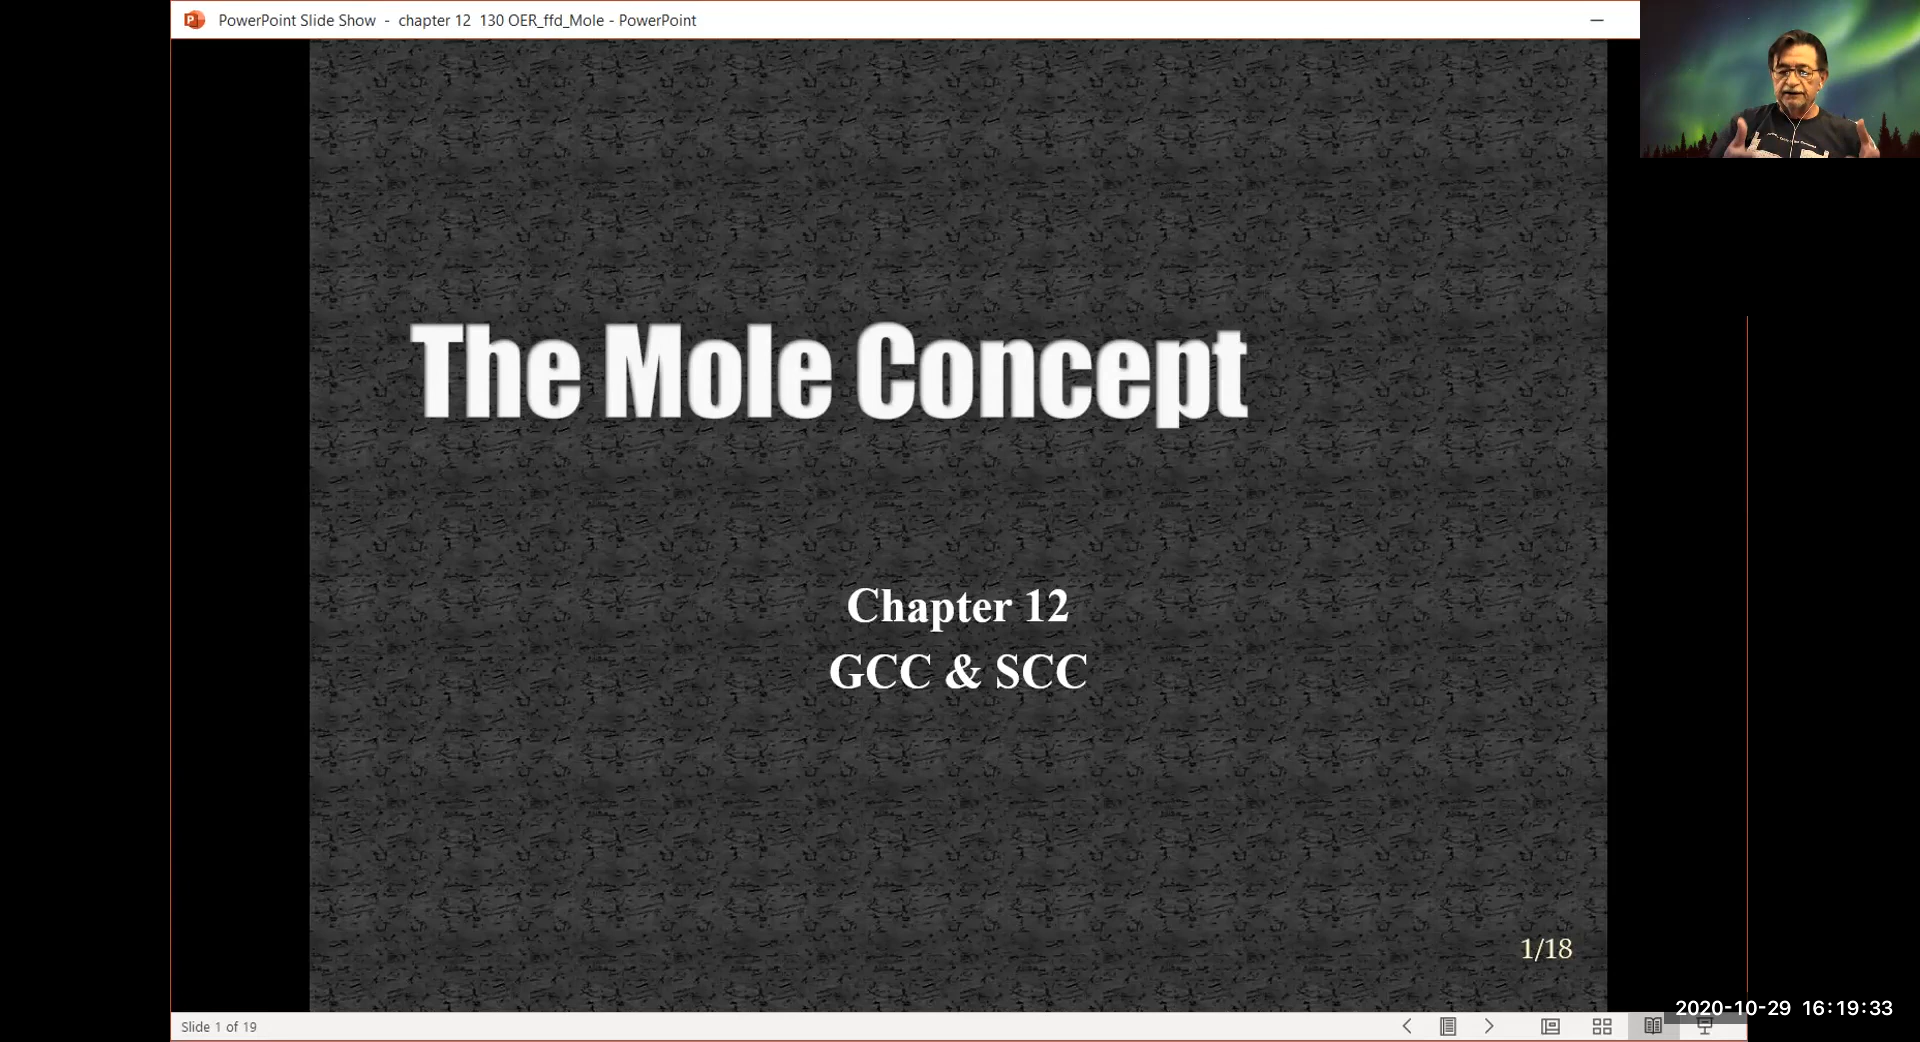 PowerPoint Slide Show - chapter 12 130 OER_ffd_Mole - PowerPoint
The Mole Concept
Chapter 12
GCC & SCC
1/18
2020-10-29 16:19:33
Slide 1 of 19